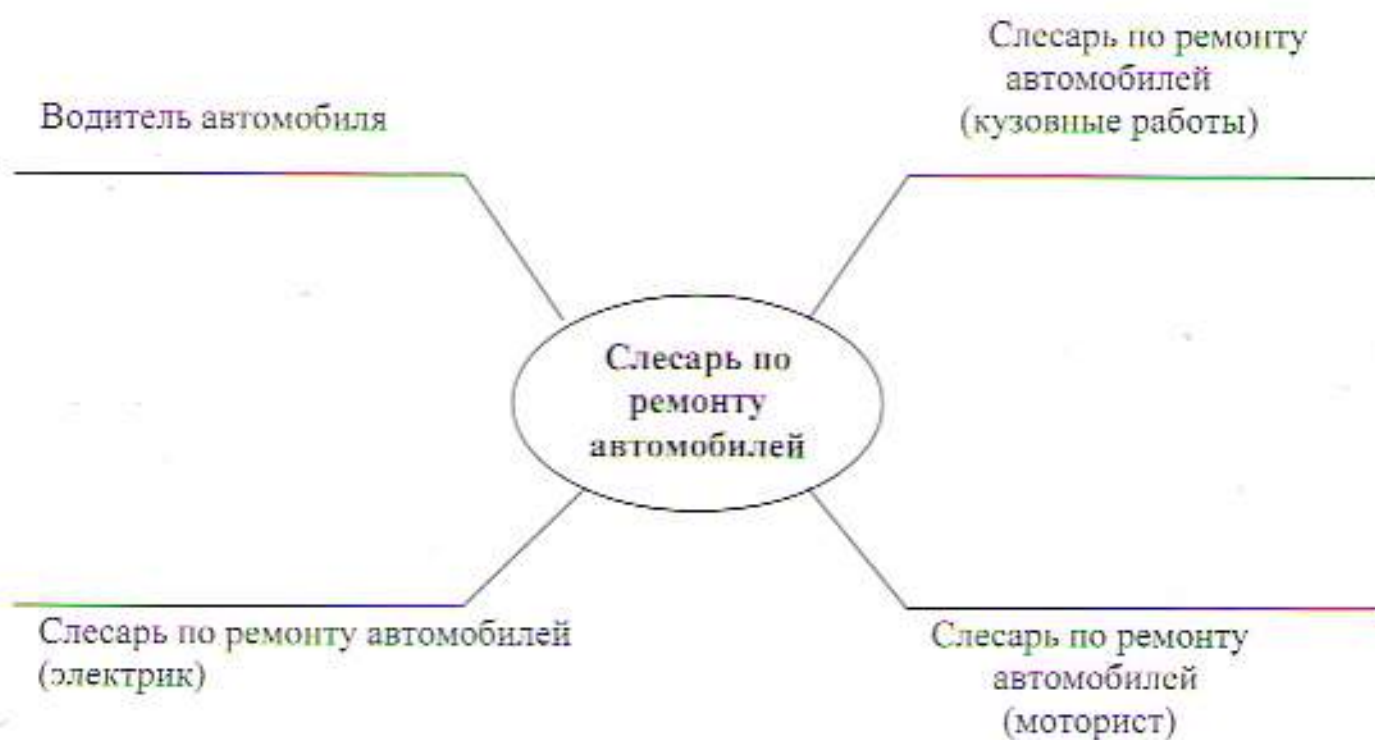 Водитель автомобиля
Слесарь по ремонту
автомобилей
(кузовные работы)
Слесарь по
ремонту
автомобилей
Слесарь по ремонту автомобилей
(электрик)
Слесарь по ремонту
автомобилей
(моторист)